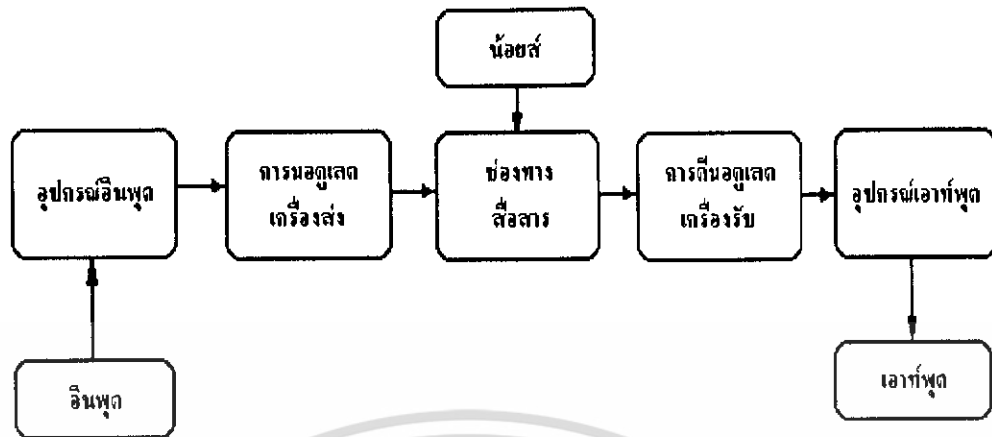 น้อยส์
อุปกรณ์อินพุต
การมอดูเลต
เครื่องส่ง
ช่องทาง
สื่อสาร
การดีมอดูเลต
เครื่องรับ
อุปกรณ์เอาท์พุต
อินพุต
เอาท์พุต